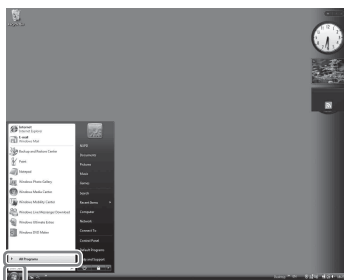 Internet
Internet Explorer
E-mail
Windows Mail
Backup and Restore Center
Paint
Notepad
Windows Photo Gallery
Windows Media Center
Windows Mobility Center
Windows Live Messenger Download
Windows Ultimate Extras
Windows DVD Maker
All Programs
Documents
Pictures
Music
Games
Search
Recent Items
Computer
Network
Connect To
Control Panel
Default Programs
Help and Support